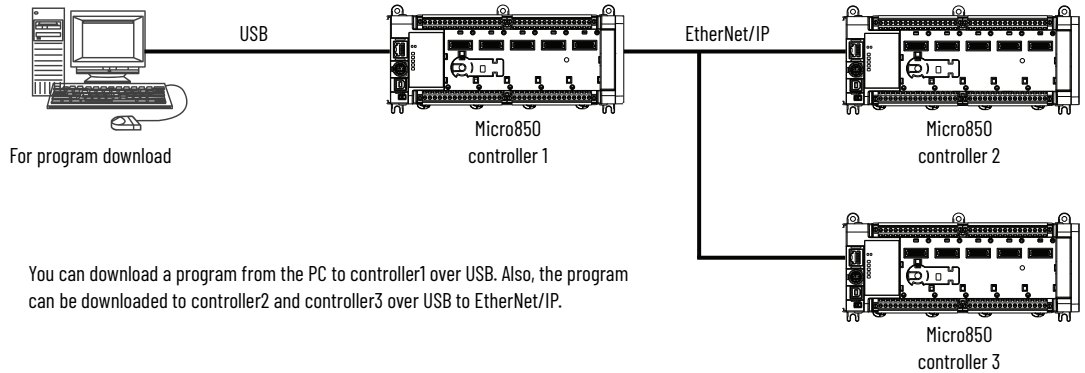 USB
EtherNet/IP
Micro850
controller 1
Micro850
controller 2
For program download
You can download a program from the PC to controller1 over USB. Also, the program
can be downloaded to controller2 and controller3 over USB to EtherNet/IP.
Micro850
controller 3